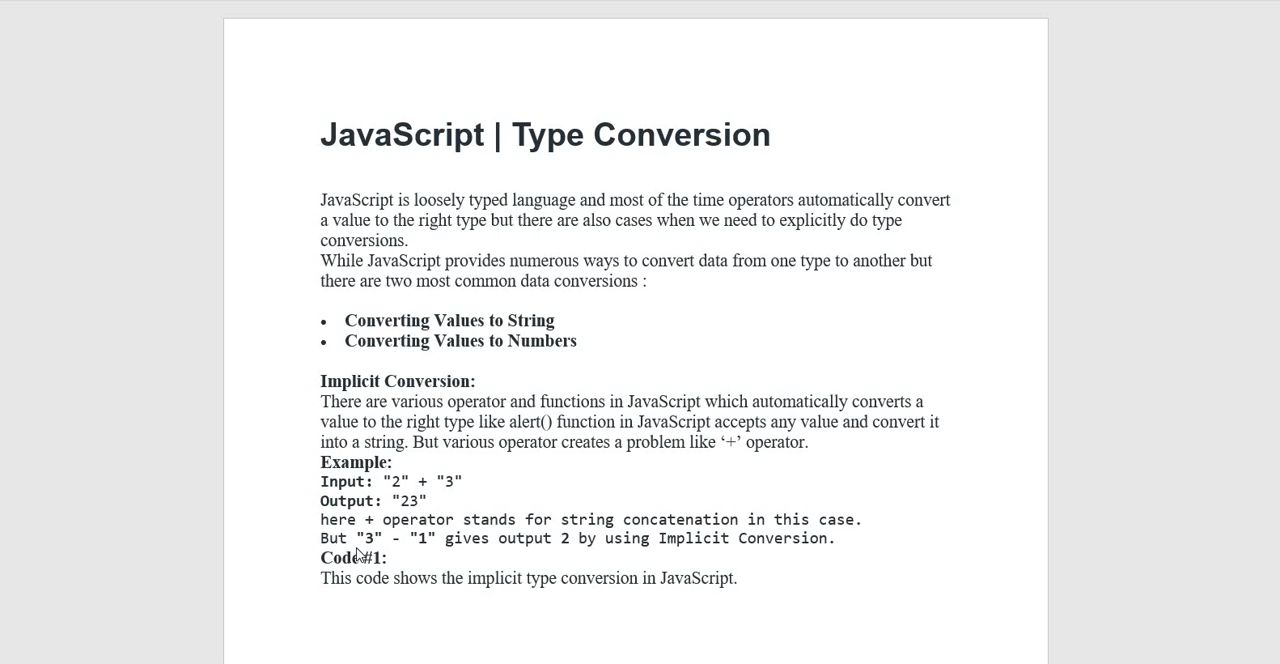 JavaScript | Type Conversion
JavaScript is loosely typed language and most of the time operators automatically convert
a value to the right type but there are also cases when we need to explicitly do type
conversions.
While JavaScript provides numerous ways to convert data from one type to another but
there are two most common data conversions :
• Converting Values to String
• Converting Values to Numbers
Implicit Conversion:
There are various operator and functions in JavaScript which automatically converts a
value to the right type like alert() function in JavaScript accepts any value and convert it
into a string. But various operator creates a problem like ‘+’ operator.
Example:
Input: "2" + "3"
Output: "23"
here + operator stands for string concatenation in this case.
But "3" - "1" gives output 2 by using Implicit Conversion.
Code#1:
This code shows the implicit type conversion in JavaScript.